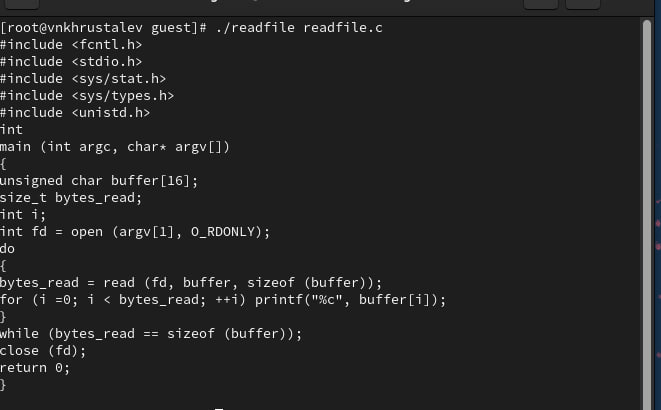 [root@vnkhrustalev guest]# ./readfile readfile.c
#include <fcntl.h>
#include <stdio.h>
#include <sys/stat.h>
#include <sys/types.h>
#include <unistd.h>
int
main (int argc, char* argv[])
{
unsigned char buffer[16];
size_t bytes_read;
int i;
int fd = open (argv[1], O_RDONLY);
do
{
bytes_read = read (fd, buffer, sizeof (buffer));
for (i =0; i < bytes_read; ++i) printf("%c", buffer[i]);
}
while (bytes_read == sizeof (buffer));
close (fd);
return 0;
}